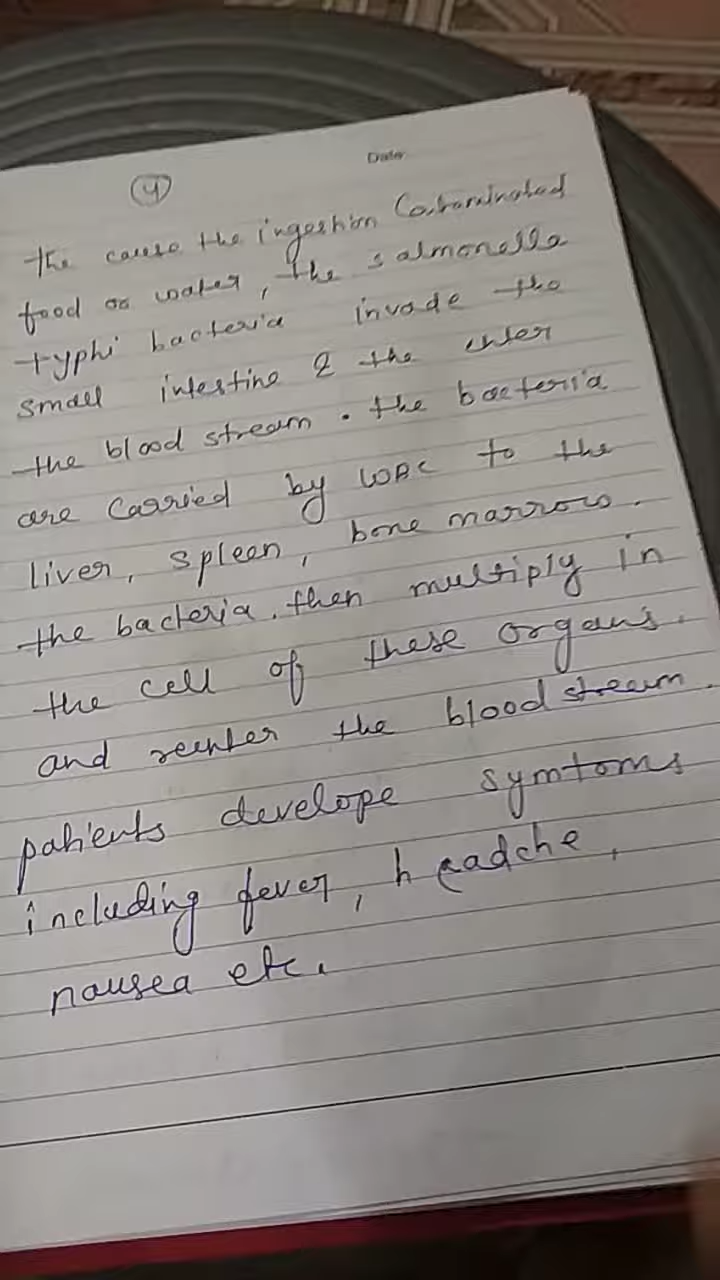 Date
4
the cause the ingestion Contaminated
food or water, the salmonella
typhi bacteria invade the
small intestine & the enter
the blood stream. the bacteria
are carried by WBC to the
liver, spleen, bone marrow.
the bacteria. then multiply in
the cell of these organs.
and reenter the blood stream.
patients develope symtoms
including fever, headche,
nausea etc.